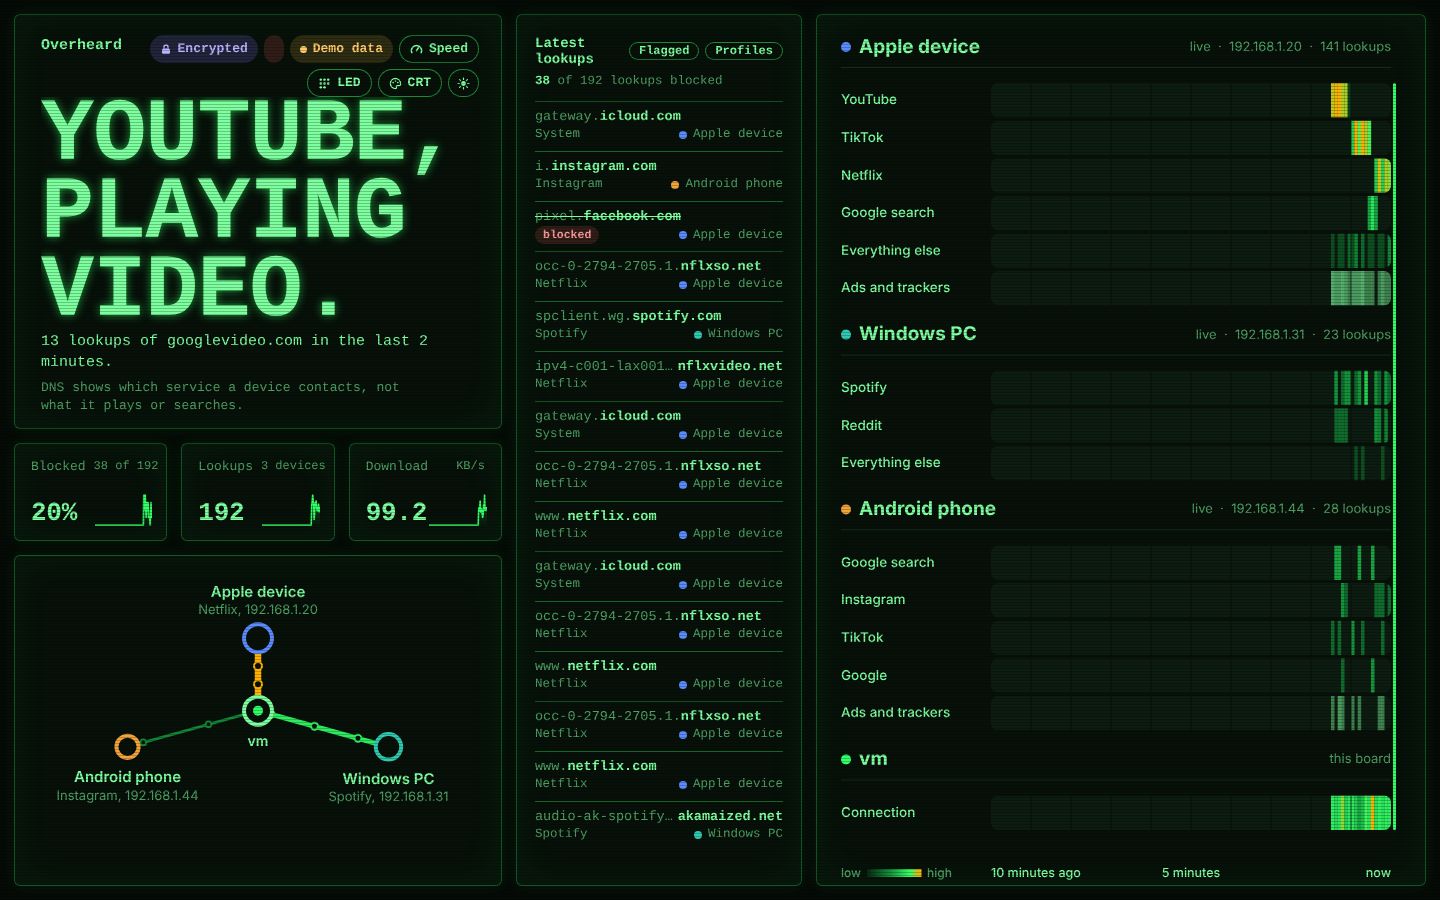 Overheard
Encrypted
Demo data
Speed
LED
CRT
YOUTUBE,
PLAYING
VIDEO.
13 lookups of googlevideo.com in the last 2
minutes.
DNS shows which service a device contacts, not
what it plays or searches.
Blocked 38 of 192
20%
Lookups 3 devices
192
Download KB/s
99.2
Apple device
Netflix, 192.168.1.20
vm
Android phone
Instagram, 192.168.1.44
Windows PC
Spotify, 192.168.1.31
Latest
lookups
Flagged
Profiles
38 of 192 lookups blocked
gateway.icloud.com
System Apple device
i.instagram.com
Instagram Android phone
pixel.facebook.com
blocked Apple device
occ-0-2794-2705.1.nflxso.net
Netflix Apple device
spclient.wg.spotify.com
Spotify Windows PC
ipv4-c001-lax001… nflxvideo.net
Netflix Apple device
gateway.icloud.com
System Apple device
occ-0-2794-2705.1.nflxso.net
Netflix Apple device
www.netflix.com
Netflix Apple device
gateway.icloud.com
System Apple device
occ-0-2794-2705.1.nflxso.net
Netflix Apple device
www.netflix.com
Netflix Apple device
occ-0-2794-2705.1.nflxso.net
Netflix Apple device
www.netflix.com
Netflix Apple device
audio-ak-spotify… akamaized.net
Spotify Windows PC
Apple device live · 192.168.1.20 · 141 lookups
YouTube
TikTok
Netflix
Google search
Everything else
Ads and trackers
Windows PC live · 192.168.1.31 · 23 lookups
Spotify
Reddit
Everything else
Android phone live · 192.168.1.44 · 28 lookups
Google search
Instagram
TikTok
Google
Ads and trackers
vm this board
Connection
low high 10 minutes ago 5 minutes now